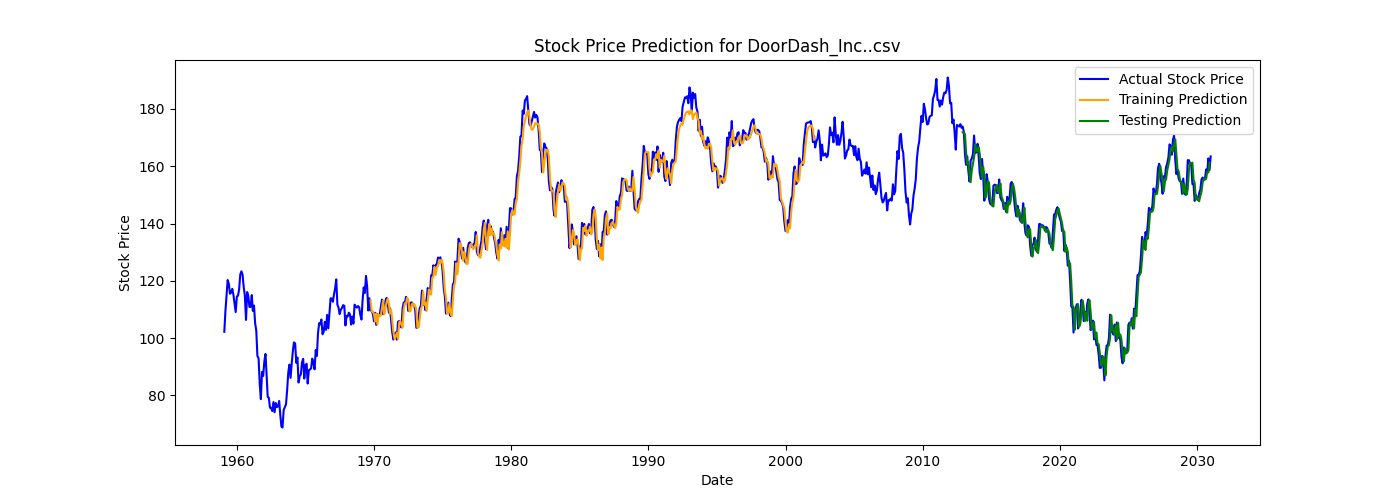 Stock Price Prediction for DoorDash_Inc..csv
Actual Stock Price
Training Prediction
Testing Prediction
Stock Price
180
160
140
120
100
80
1960
1970
1980
1990
2000
2010
2020
2030
Date